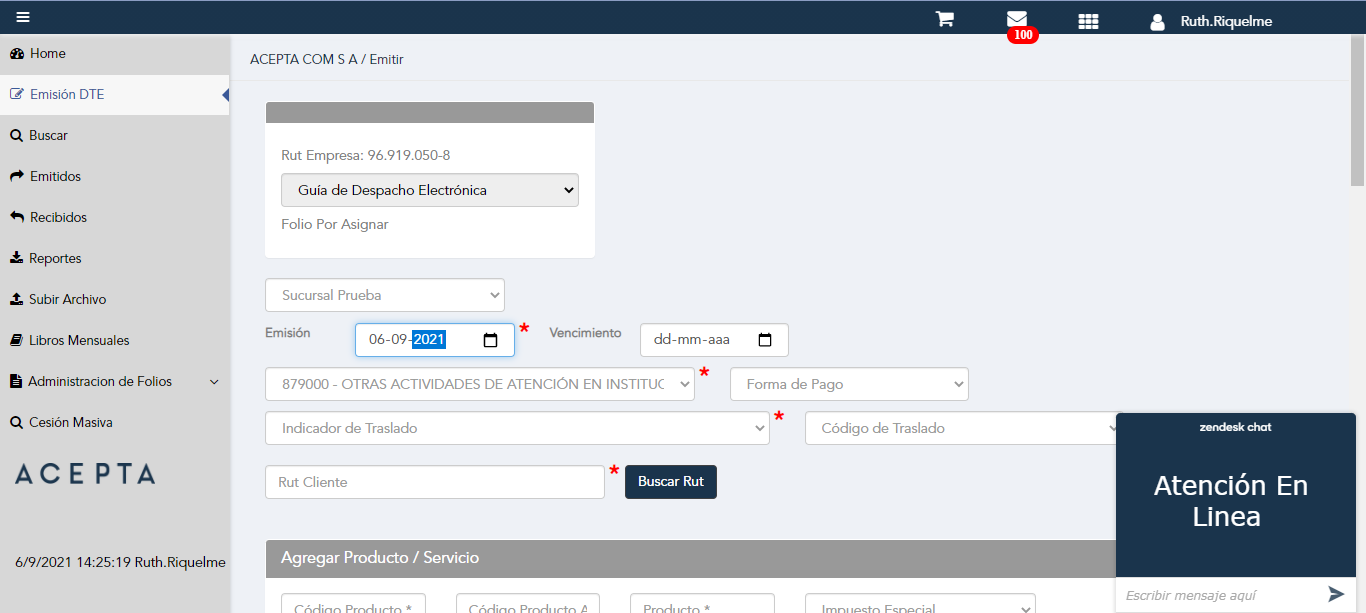 100
Ruth.Riquelme
Home
Emisión DTE
Buscar
Emitidos
Recibidos
Reportes
Subir Archivo
Libros Mensuales
Administracion de Folios
Cesión Masiva
ACEPTA
6/9/2021 14:25:19 Ruth.Riquelme
ACEPTA COM S A / Emitir
Rut Empresa: 96.919.050-8
Guía de Despacho Electrónica
Folio Por Asignar
Sucursal Prueba
Emisión 06-09-2021 * Vencimiento dd-mm-aaa
879000 - OTRAS ACTIVIDADES DE ATENCIÓN EN INSTITUC * Forma de Pago
Indicador de Traslado * Código de Traslado
Rut Cliente * Buscar Rut
Agregar Producto / Servicio
Código Producto * Código Producto A Producto * Impuesto Especial
zendesk chat
Atención En
Linea
Escribir mensaje aquí